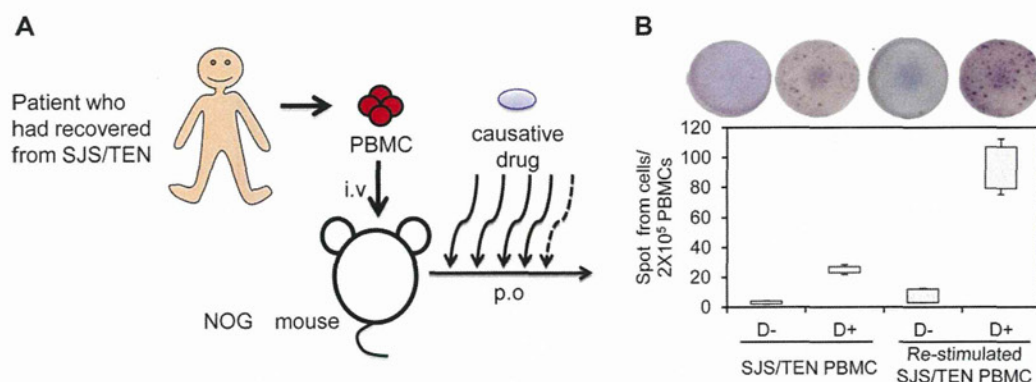 A
Patient who
had recovered
from SJS/TEN
PBMC
causative
drug
i.v
p.o
NOG mouse
B
120
100
80
60
40
20
0
Spot from cells/
2X10⁵ PBMCs
D- D+ D- D+
SJS/TEN PBMC
Re-stimulated
SJS/TEN PBMC